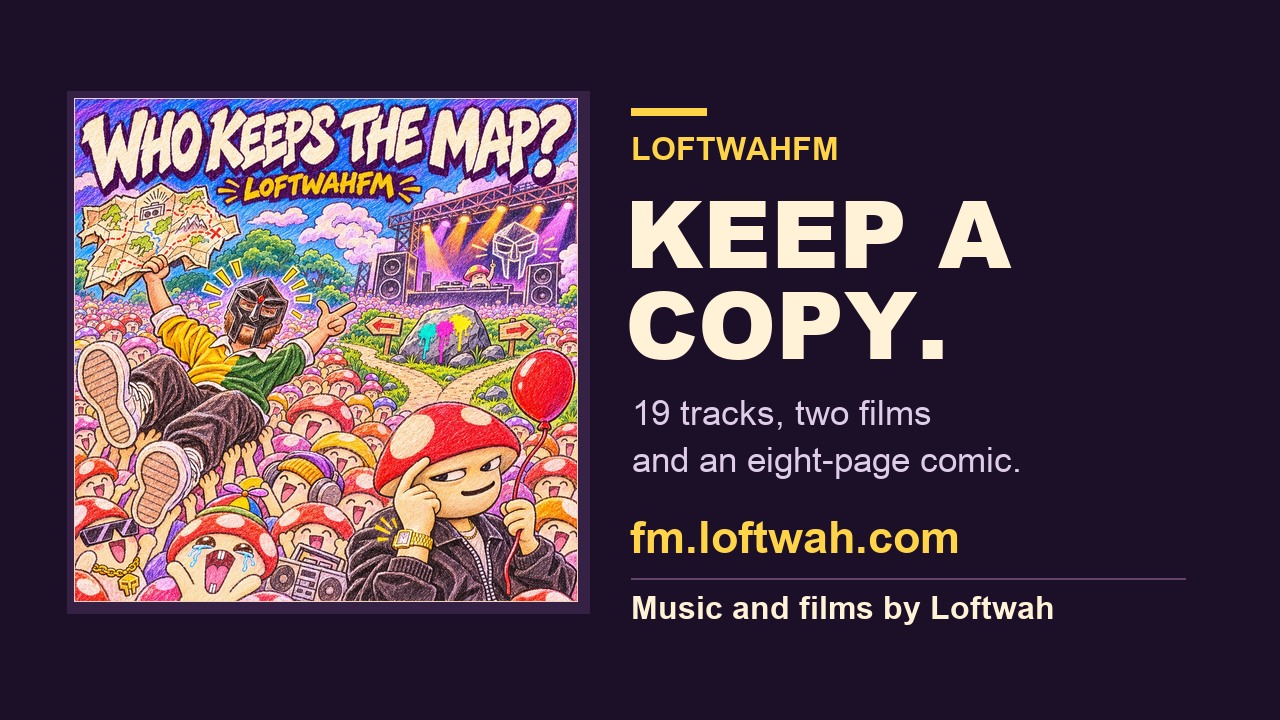 WHO KEEPS THE MAP?
LOFTWAHFM
LOFTWAHFM
KEEP A
COPY.
19 tracks, two films
and an eight-page comic.
fm.loftwah.com
Music and films by Loftwah